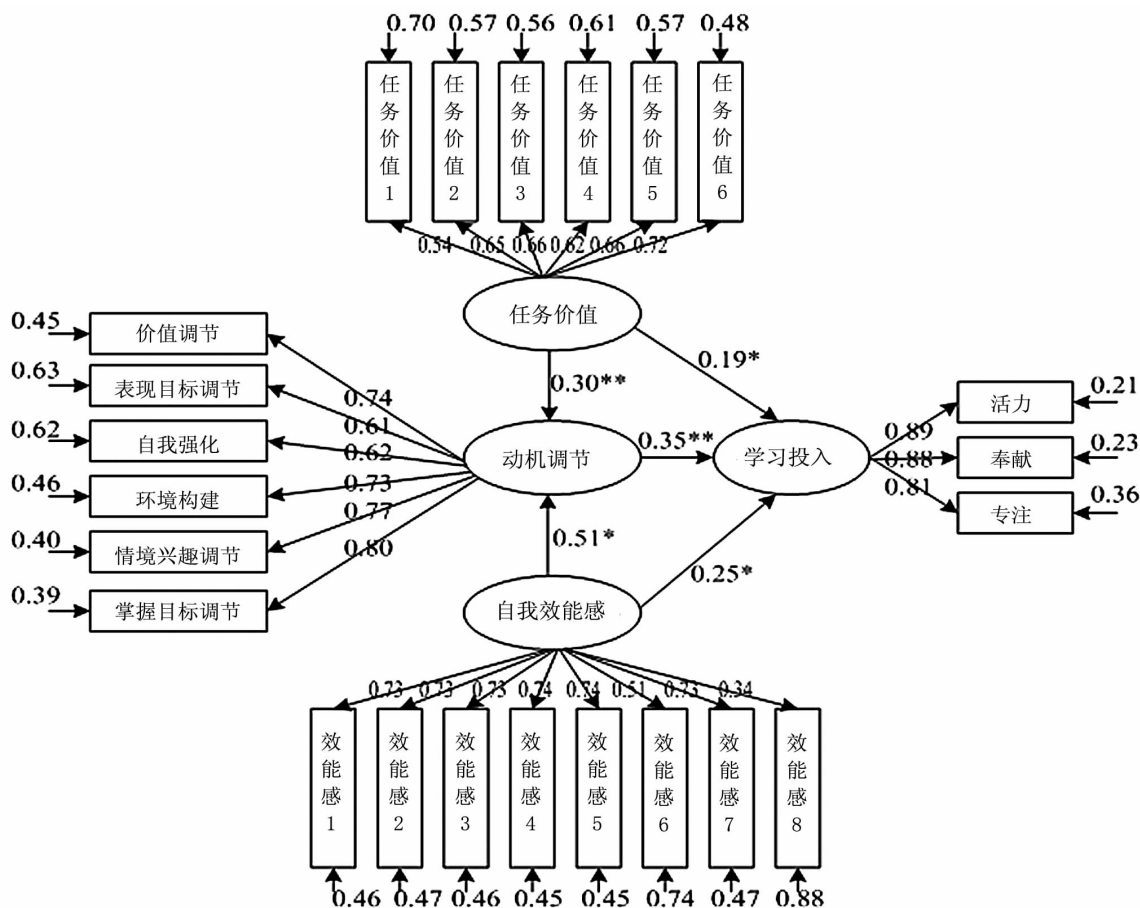 0.70 0.57 0.56 0.61 0.57 0.48
任务价值1 任务价值2 任务价值3 任务价值4 任务价值5 任务价值6
0.54 0.65 0.66 0.62 0.66 0.72
任务价值
0.45 价值调节
0.63 表现目标调节
0.62 自我强化
0.46 环境构建
0.40 情境兴趣调节
0.39 掌握目标调节
0.74
0.61
0.62
0.73
0.77
0.80
0.30**
0.19*
动机调节
0.35**
学习投入
0.51*
0.25*
0.89
0.88
0.81
活力 0.21
奉献 0.23
专注 0.36
自我效能感
0.73 0.73 0.73 0.74 0.74 0.51 0.73 0.34
效能感1 效能感2 效能感3 效能感4 效能感5 效能感6 效能感7 效能感8
0.46 0.47 0.46 0.45 0.45 0.74 0.47 0.88